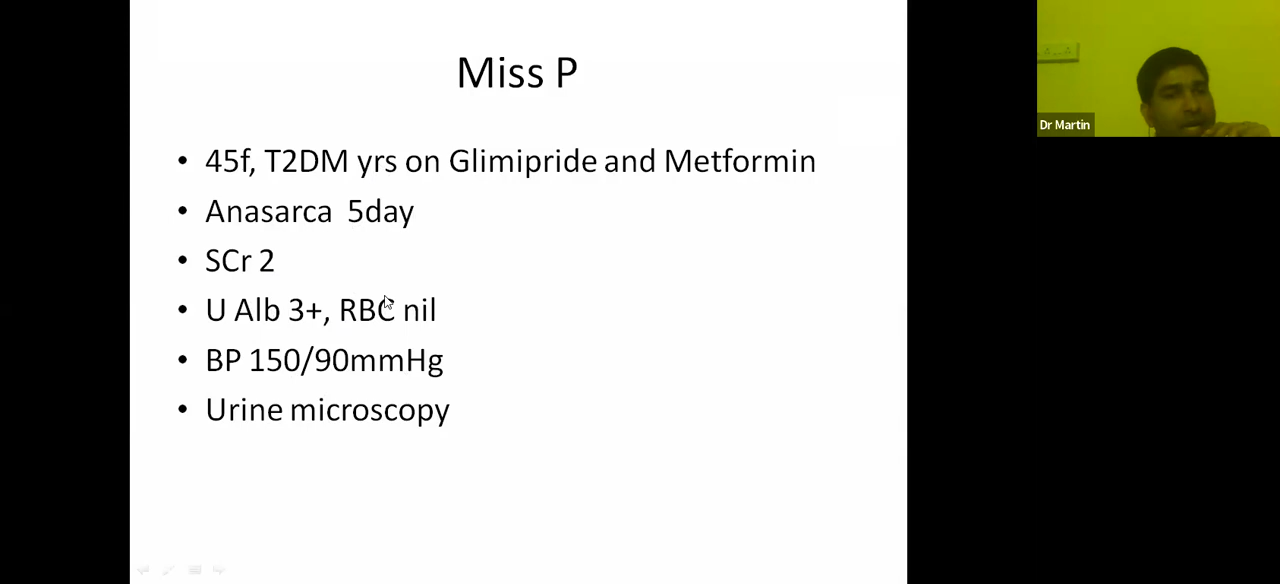 Miss P
• 45f, T2DM yrs on Glimipride and Metformin
• Anasarca 5day
• SCr 2
• U Alb 3+, RBC nil
• BP 150/90mmHg
• Urine microscopy
Dr Martin